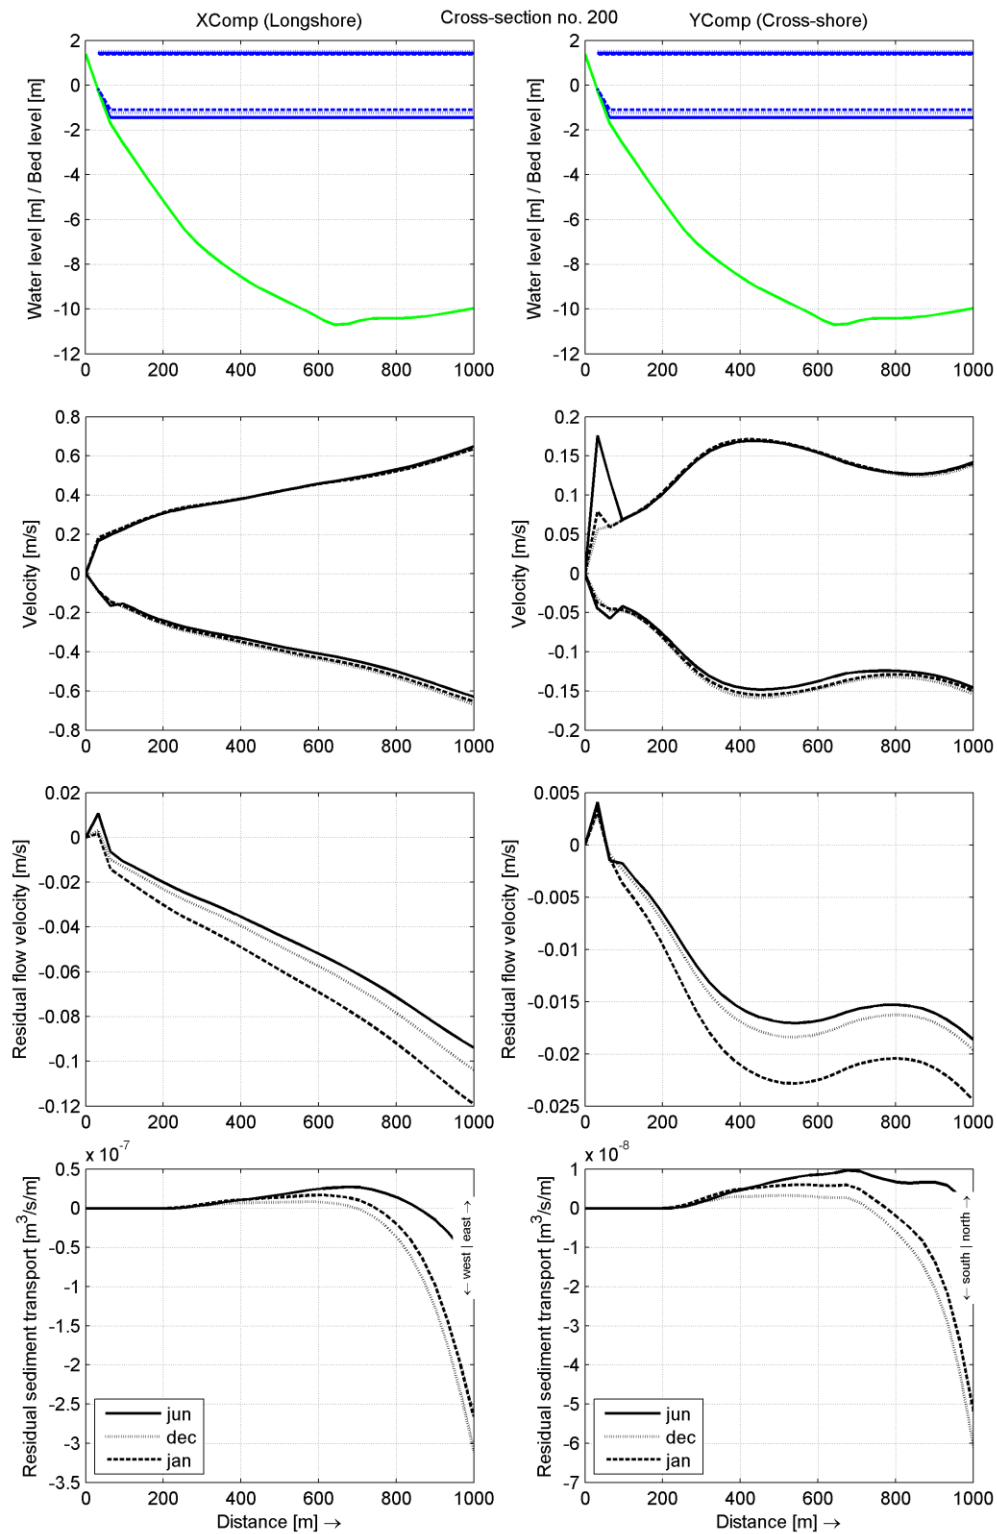 XComp (Longshore) Cross-section no. 200 YComp (Cross-shore)
Water level [m] / Bed level [m]
2
0
-2
-4
-6
-8
-10
-12
0 200 400 600 800 1000
Water level [m] / Bed level [m]
2
0
-2
-4
-6
-8
-10
-12
0 200 400 600 800 1000
Velocity [m/s]
0.8
0.6
0.4
0.2
0
-0.2
-0.4
-0.6
-0.8
0 200 400 600 800 1000
Velocity [m/s]
0.2
0.15
0.1
0.05
0
-0.05
-0.1
-0.15
-0.2
0 200 400 600 800 1000
Residual flow velocity [m/s]
0.02
0
-0.02
-0.04
-0.06
-0.08
-0.1
-0.12
0 200 400 600 800 1000
Residual flow velocity [m/s]
0.005
0
-0.005
-0.01
-0.015
-0.02
-0.025
0 200 400 600 800 1000
x 10⁻⁷
Residual sediment transport [m³/s/m]
0.5
0
-0.5
-1
-1.5
-2
-2.5
-3
-3.5
← west | east →
jun
dec
jan
0 200 400 600 800 1000
Distance [m] →
x 10⁻⁸
Residual sediment transport [m³/s/m]
1
0
-1
-2
-3
-4
-5
-6
-7
← south | north →
jun
dec
jan
0 200 400 600 800 1000
Distance [m] →